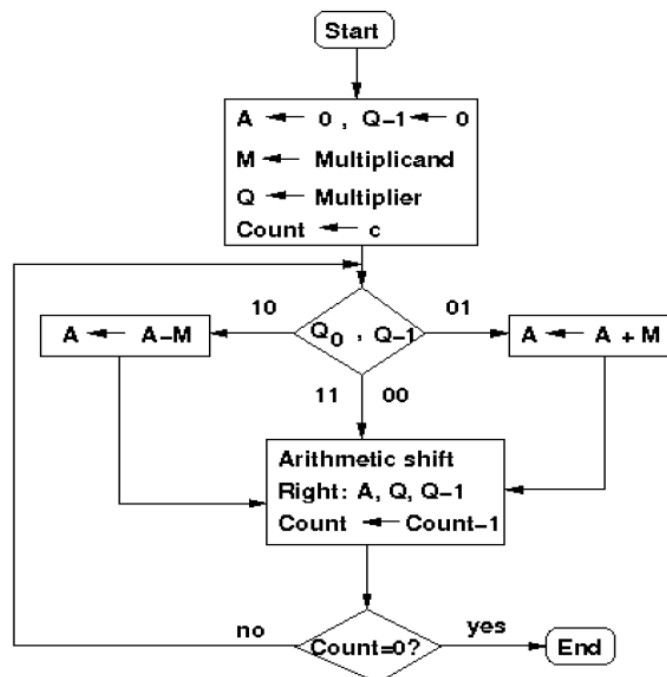 Start
A ← 0 , Q-1 ← 0
M ← Multiplicand
Q ← Multiplier
Count ← c
10
01
A ← A-M
Q0 , Q-1
A ← A + M
11 00
Arithmetic shift
Right: A, Q, Q-1
Count ← Count-1
no
yes
Count=0?
End